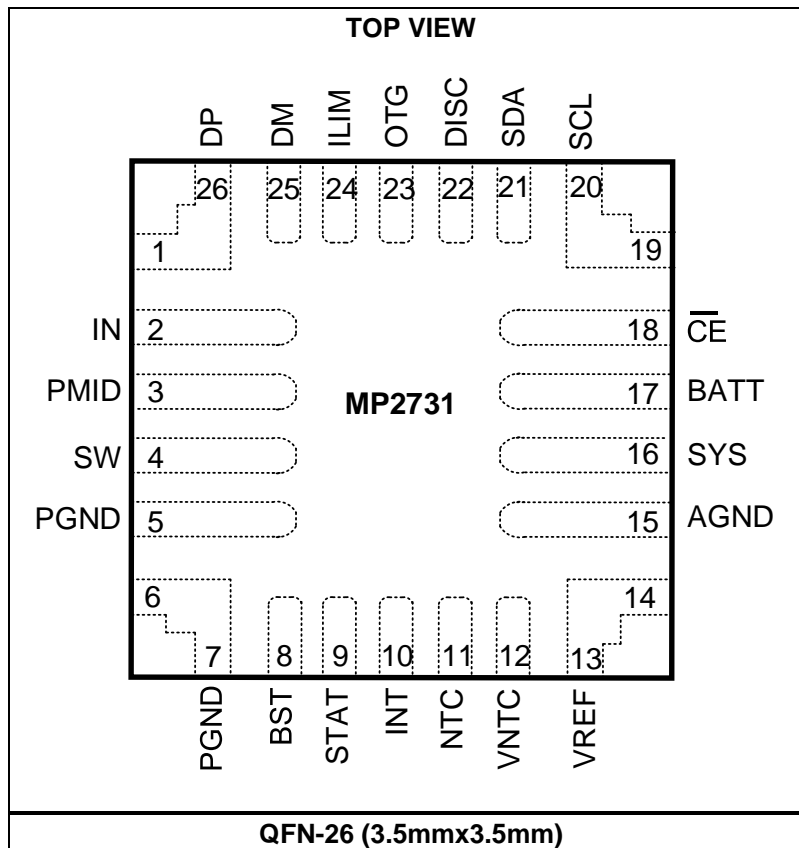 TOP VIEW
DP DM ILIM OTG DISC SDA SCL
26 25 24 23 22 21 20
1 19
IN 2 18 CE
PMID 3 MP2731 17 BATT
SW 4 16 SYS
PGND 5 15 AGND
6 14
7 8 9 10 11 12 13
PGND BST STAT INT NTC VNTC VREF
QFN-26 (3.5mmx3.5mm)